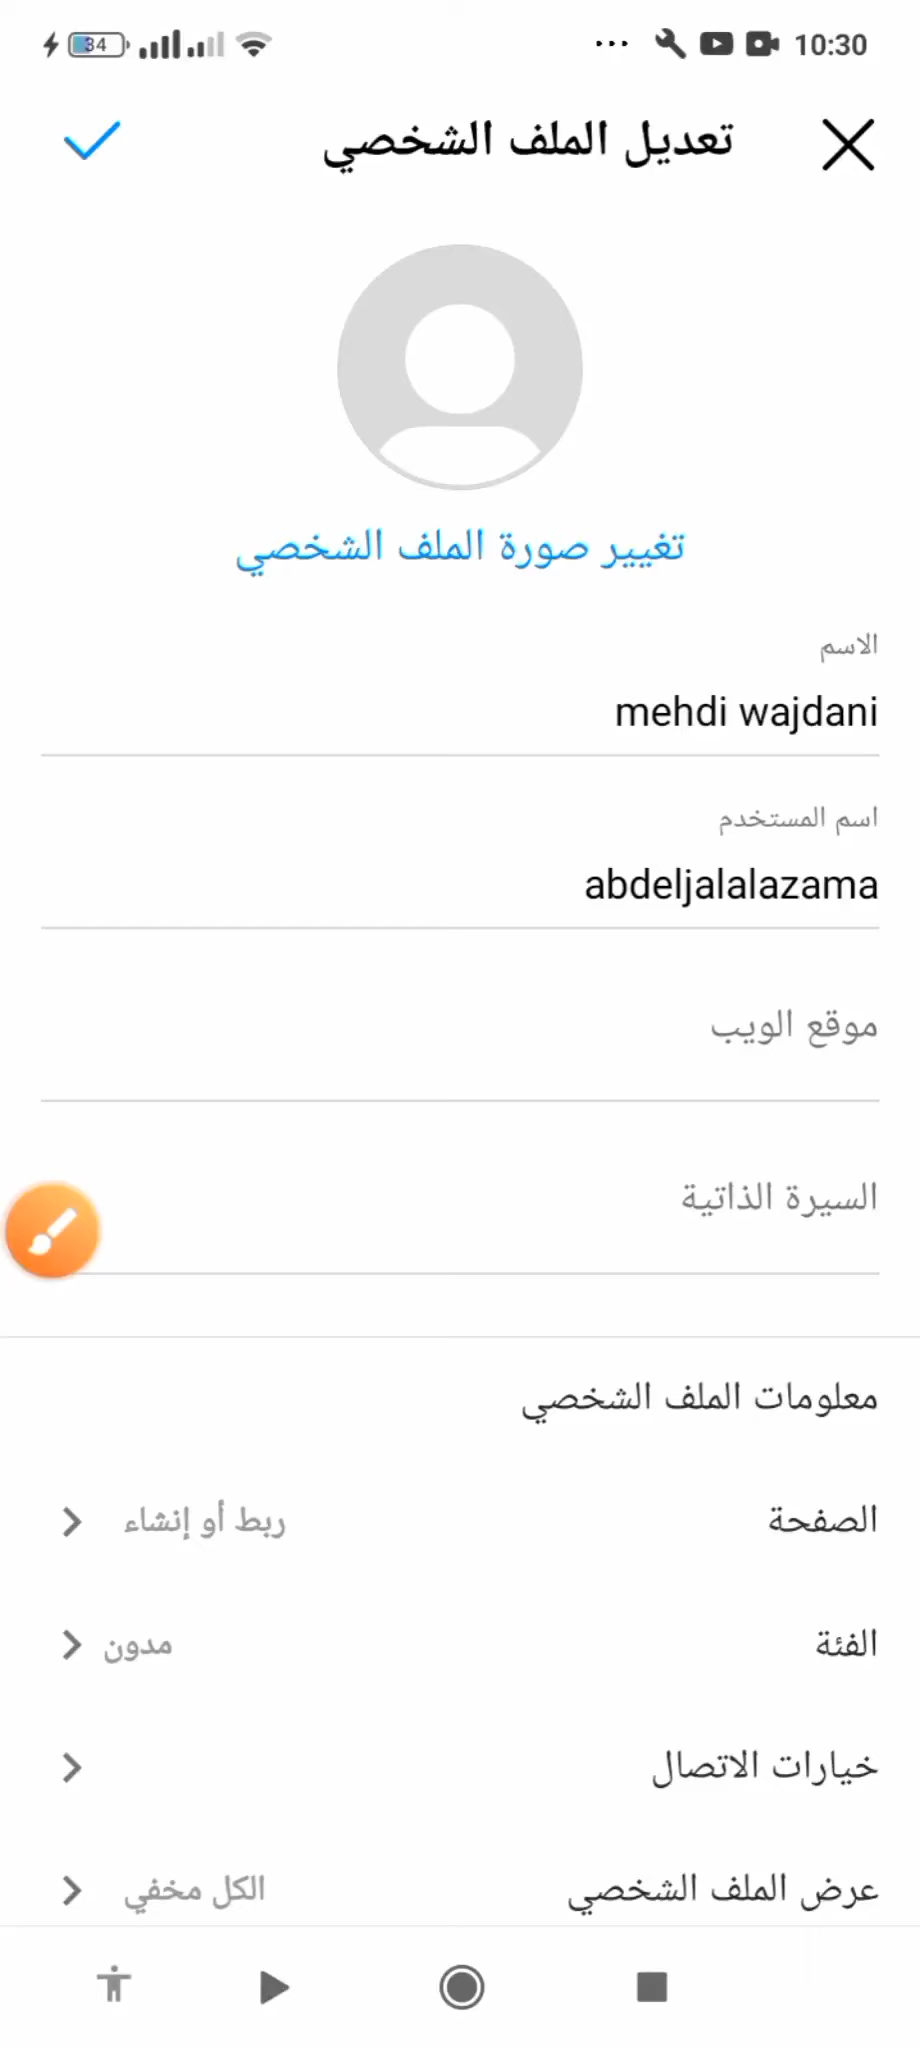 34 10:30
تعديل الملف الشخصي
تغيير صورة الملف الشخصي
الاسم
mehdi wajdani
اسم المستخدم
abdeljalalazama
موقع الويب
السيرة الذاتية
معلومات الملف الشخصي
الصفحة ربط أو إنشاء
الفئة مدون
خيارات الاتصال
عرض الملف الشخصي الكل مخفي